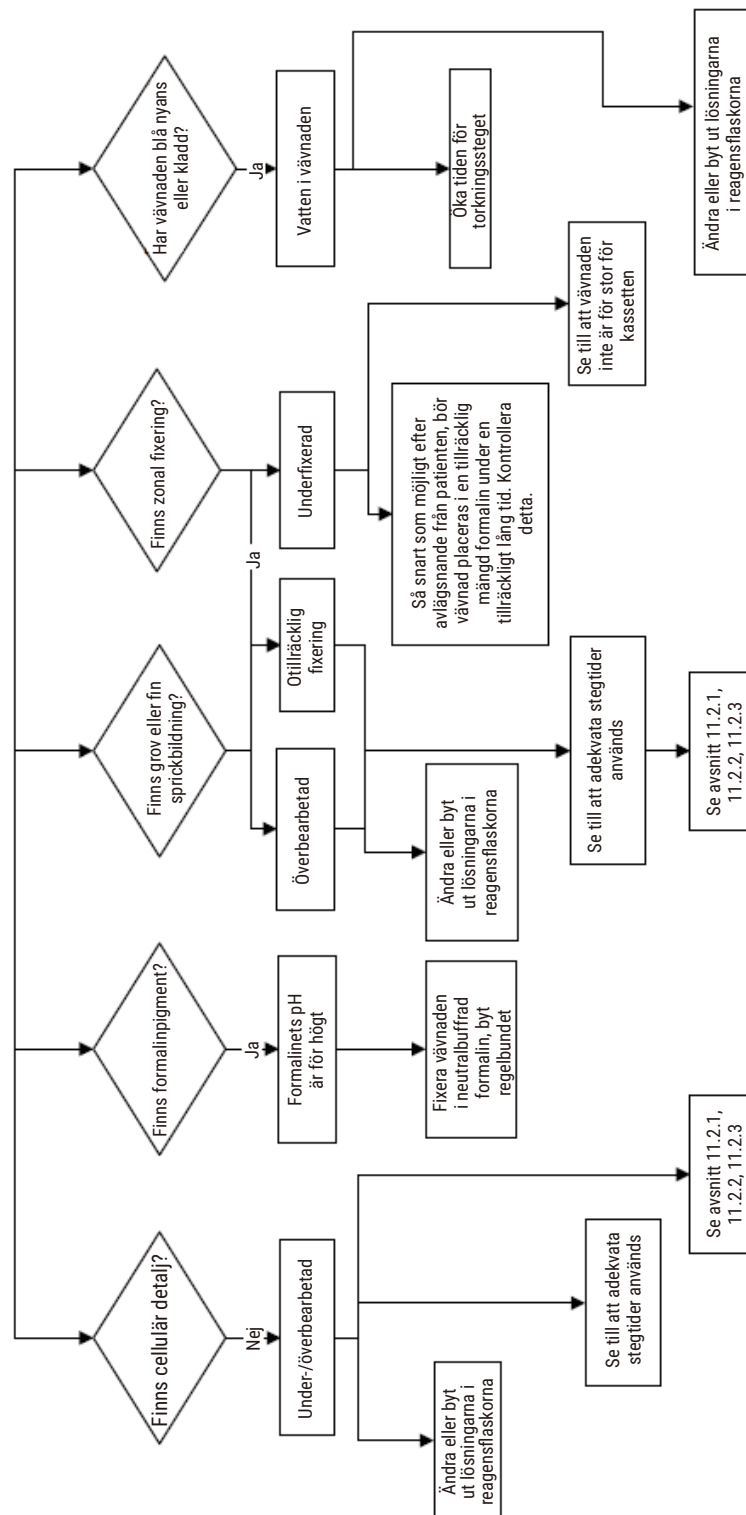 Finns cellulär detalj?
Nej
Under-/överbearbetad
Ändra eller byt
ut lösningarna i
reagensflaskorna
Se till att adekvata
stegtider används
Se avsnitt 11.2.1,
11.2.2, 11.2.3
Finns formalinpigment?
Ja
Formalinets pH
är för högt
Fixera vävnaden
i neutralbuffrad
formalin, byt
regelbundet
Finns grov eller fin
sprickbildning?
Överbearbetad
Otillräcklig
fixering
Ändra eller byt
ut lösningarna i
reagensflaskorna
Se till att adekvata
stegtider
används
Se avsnitt 11.2.1,
11.2.2, 11.2.3
Finns zonal fixering?
Ja
Underfixerad
Så snart som möjligt efter
avlägsnande från patienten, bör
vävnad placeras i en tillräcklig
mängd formalin under en
tillräckligt lång tid. Kontrollera
detta.
Se till att vävnaden
inte är för stor för
kassetten
Har vävnaden blå nyans
eller kladd?
Ja
Vatten i vävnaden
Öka tiden för
torkningssteget
Ändra eller byt ut lösningarna
i reagensflaskorna